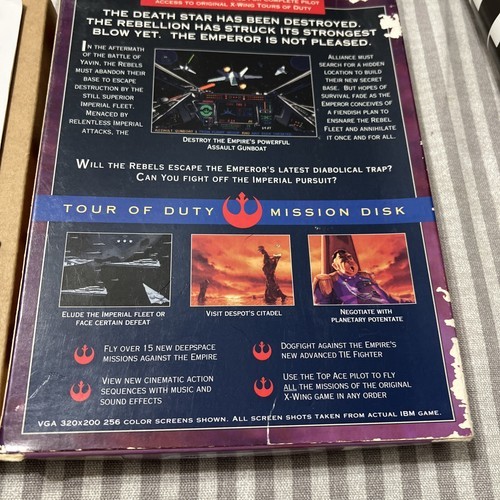 COMPLETE PILOT
ACCESS TO ORIGINAL X-WING TOURS OF DUTY
THE DEATH STAR HAS BEEN DESTROYED.
THE REBELLION HAS STRUCK ITS STRONGEST
BLOW YET. THE EMPEROR IS NOT PLEASED.
IN THE AFTERMATH
OF THE BATTLE OF
YAVIN, THE REBELS
MUST ABANDON THEIR
BASE TO ESCAPE
DESTRUCTION BY THE
STILL SUPERIOR
IMPERIAL FLEET.
MENACED BY
RELENTLESS IMPERIAL
ATTACKS, THE
ALLIANCE MUST
SEARCH FOR A HIDDEN
LOCATION TO BUILD
THEIR NEW SECRET
BASE. BUT HOPES OF
SURVIVAL FADE AS THE
EMPEROR CONCEIVES OF
A FIENDISH PLAN TO
ENSNARE THE REBEL
FLEET AND ANNIHILATE
IT ONCE AND FOR ALL.
DESTROY THE EMPIRE'S POWERFUL
ASSAULT GUNBOAT
WILL THE REBELS ESCAPE THE EMPEROR'S LATEST DIABOLICAL TRAP?
CAN YOU FIGHT OFF THE IMPERIAL PURSUIT?
TOUR OF DUTY MISSION DISK
ELUDE THE IMPERIAL FLEET OR
FACE CERTAIN DEFEAT
VISIT DESPOT'S CITADEL
NEGOTIATE WITH
PLANETARY POTENTATE
FLY OVER 15 NEW DEEPSPACE
MISSIONS AGAINST THE EMPIRE
DOGFIGHT AGAINST THE EMPIRE'S
NEW ADVANCED TIE FIGHTER
VIEW NEW CINEMATIC ACTION
SEQUENCES WITH MUSIC AND
SOUND EFFECTS
USE THE TOP ACE PILOT TO FLY
ALL THE MISSIONS OF THE ORIGINAL
X-WING GAME IN ANY ORDER
VGA 320X200 256 COLOR SCREENS SHOWN. ALL SCREEN SHOTS TAKEN FROM ACTUAL IBM GAME.